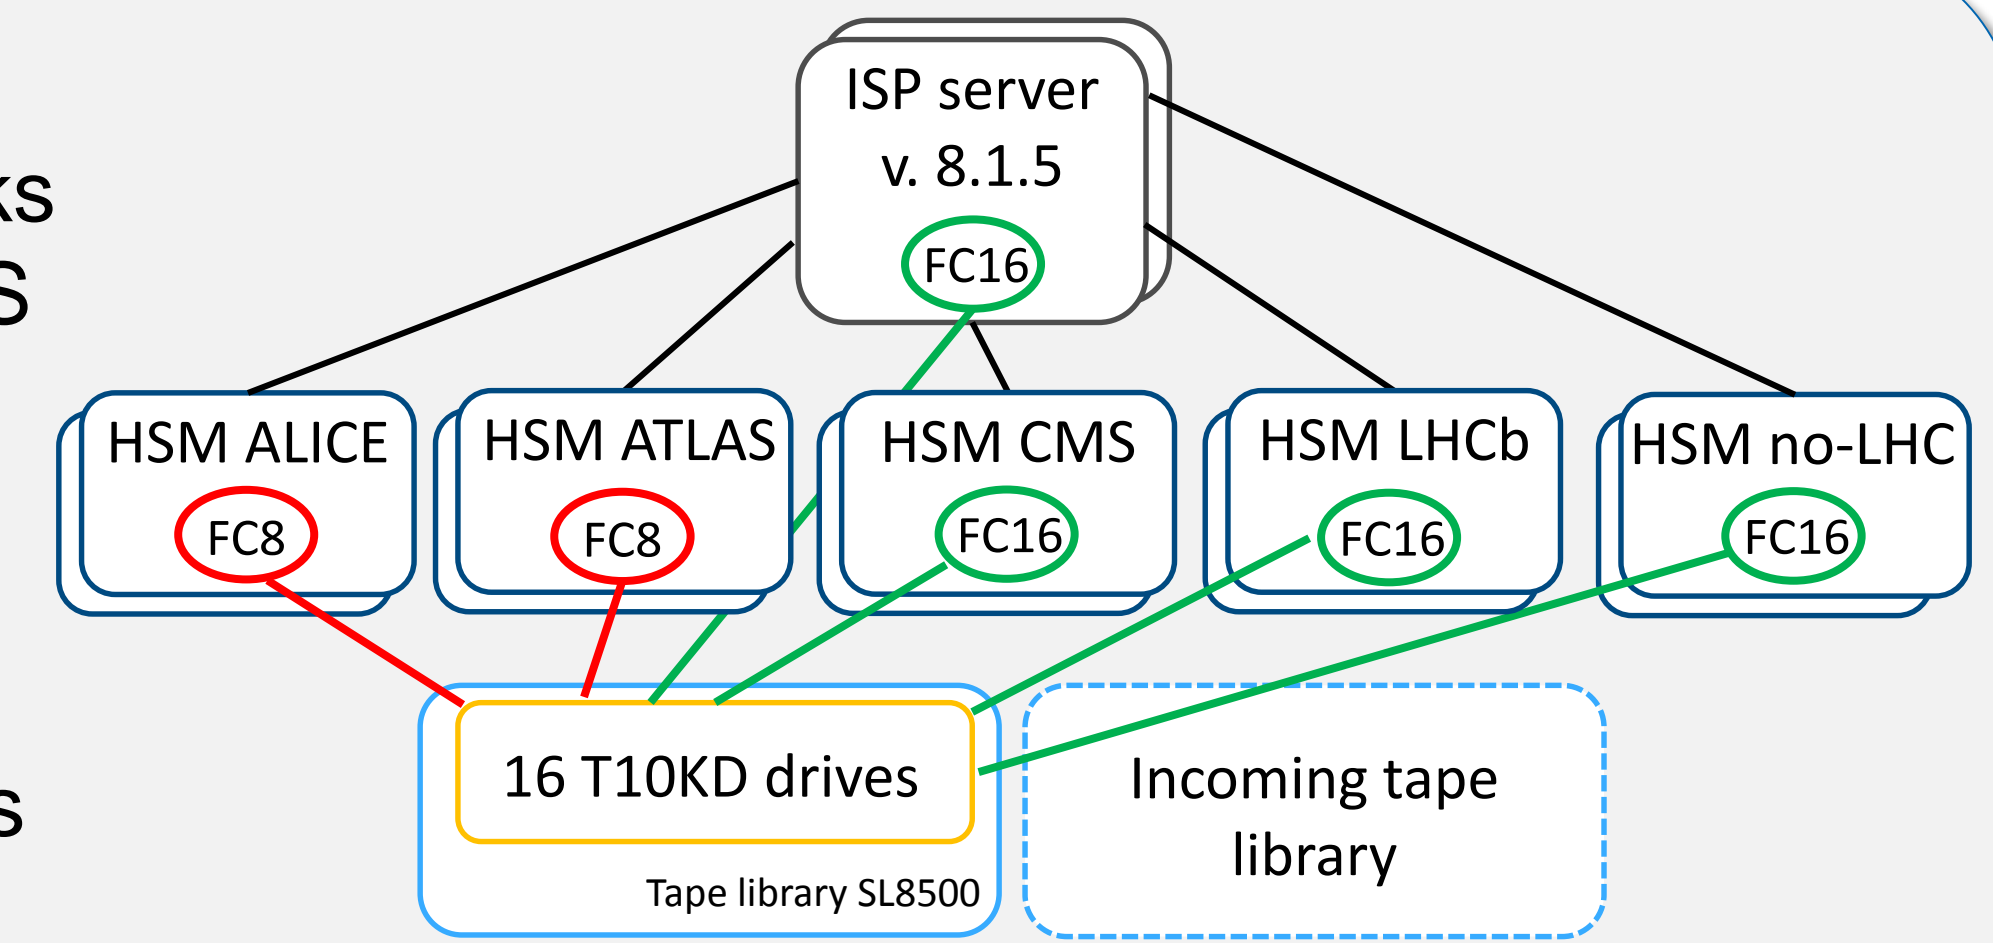 ISP server
v. 8.1.5
FC16
HSM ALICE
FC8
HSM ATLAS
FC8
HSM CMS
FC16
HSM LHCb
FC16
HSM no-LHC
FC16
16 T10KD drives
Tape library SL8500
Incoming tape
library